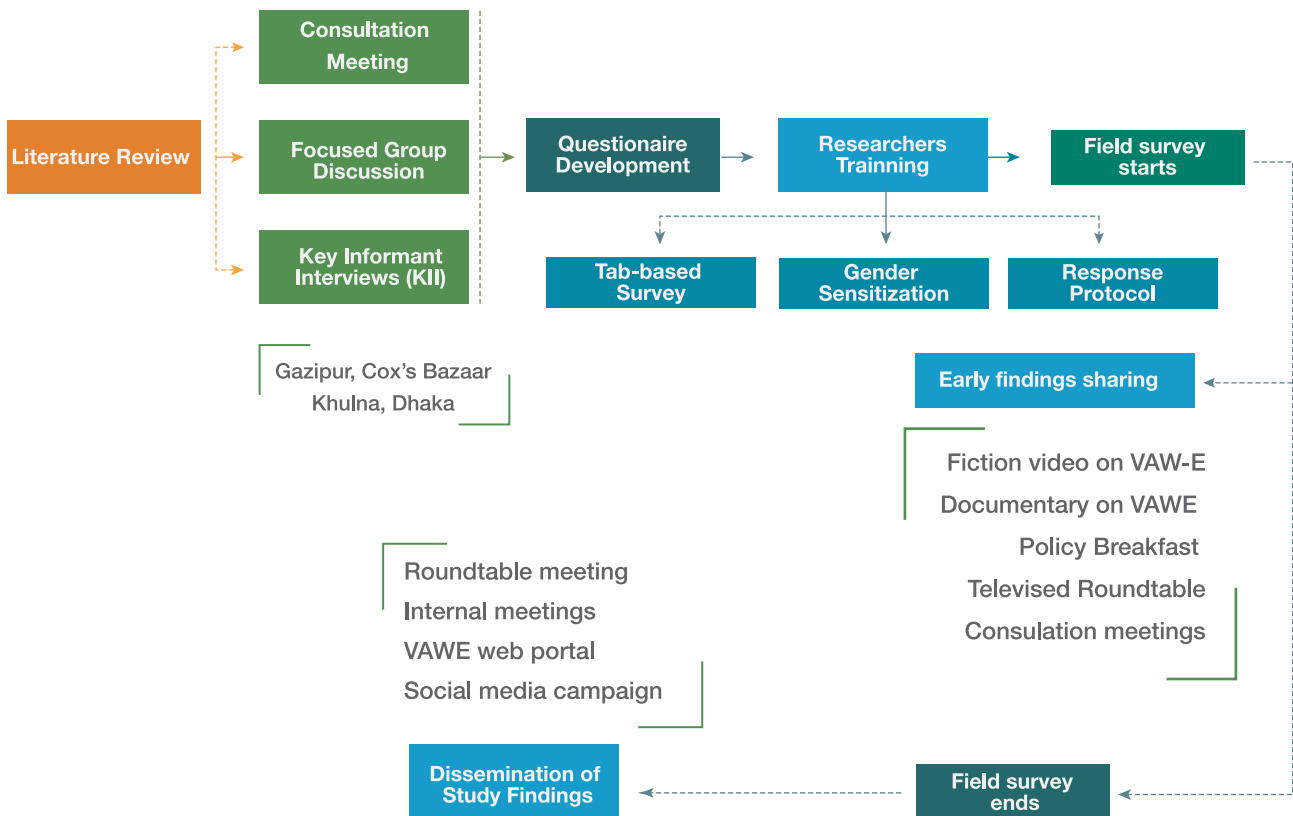 Literature Review
Consultation
Meeting
Focused Group
Discussion
Key Informant
Interviews (KII)
Gazipur, Cox's Bazaar
Khulna, Dhaka
Questionaire
Development
Researchers
Trainning
Field survey
starts
Tab-based
Survey
Gender
Sensitization
Response
Protocol
Early findings sharing
Fiction video on VAW-E
Documentary on VAWE
Policy Breakfast
Televised Roundtable
Consulation meetings
Roundtable meeting
Internal meetings
VAWE web portal
Social media campaign
Dissemination of
Study Findings
Field survey
ends